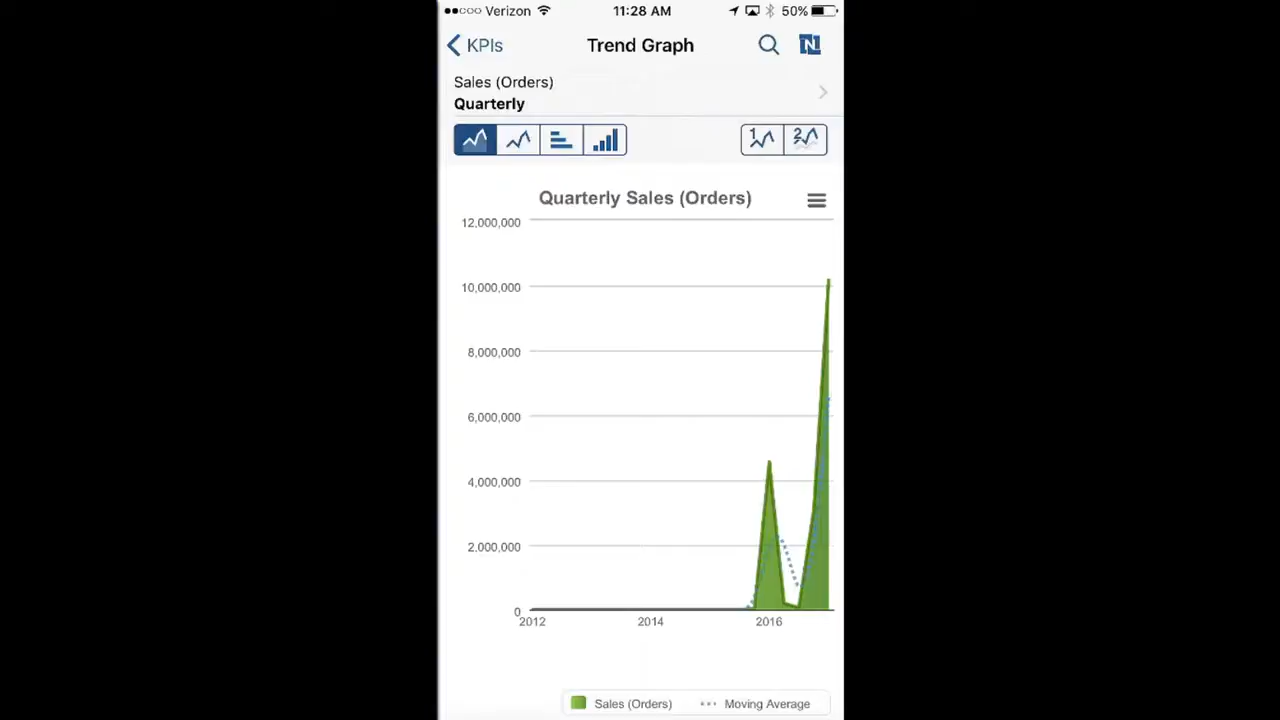 Verizon 11:28 AM 50%
KPIs Trend Graph N
Sales (Orders)
Quarterly
1 2
Quarterly Sales (Orders)
12,000,000
10,000,000
8,000,000
6,000,000
4,000,000
2,000,000
0
2012 2014 2016
Sales (Orders) Moving Average